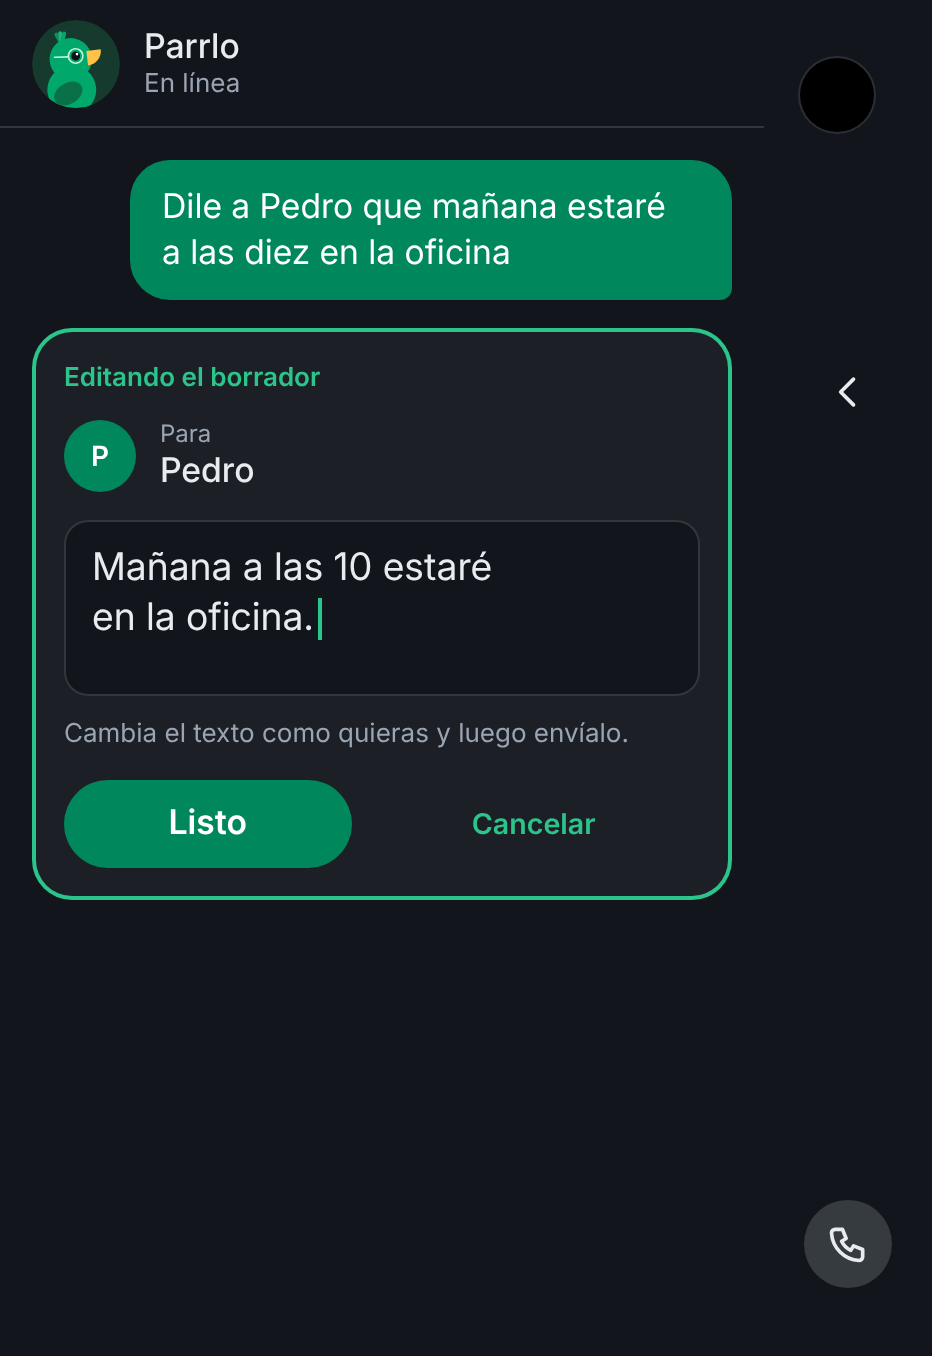 Parrlo
En línea
Dile a Pedro que mañana estaré
a las diez en la oficina
Editando el borrador
P
Para
Pedro
Mañana a las 10 estaré
en la oficina.
Cambia el texto como quieras y luego envíalo.
Listo
Cancelar